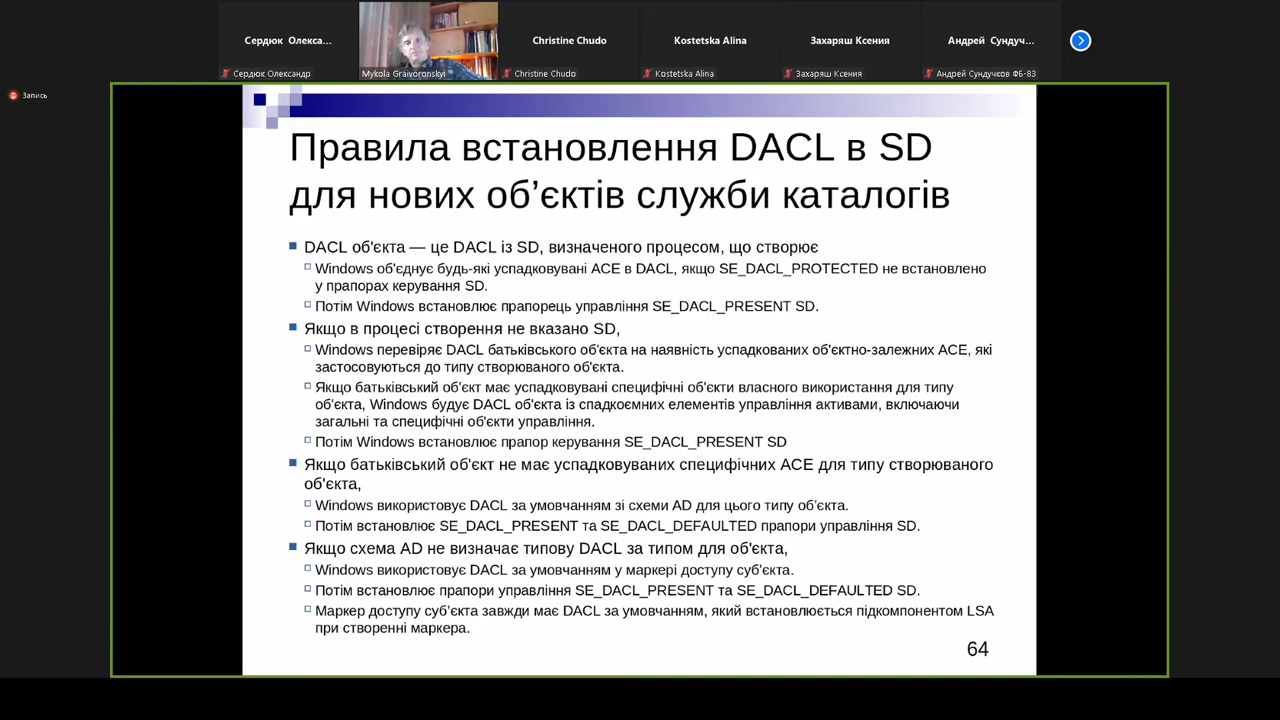 Сердюк Олекса...
Christine Chudo
Kostetska Alina
Захаряш Ксения
Андрей Сундуч...
Сердюк Олександр
Mykola Graivoronskyi
Christine Chudo
Kostetska Alina
Захаряш Ксения
Андрей Сундучков ФБ-83
Запись
Правила встановлення DACL в SD
для нових об’єктів служби каталогів
DACL об'єкта — це DACL із SD, визначеного процесом, що створює
Windows об'єднує будь-які успадковувані ACE в DACL, якщо SE_DACL_PROTECTED не встановлено
у прапорах керування SD.
Потім Windows встановлює прапорець управління SE_DACL_PRESENT SD.
Якщо в процесі створення не вказано SD,
Windows перевіряє DACL батьківського об'єкта на наявність успадкованих об'єктно-залежних ACE, які
застосовуються до типу створюваного об'єкта.
Якщо батьківський об'єкт має успадковувані специфічні об'єкти власного використання для типу
об'єкта, Windows будує DACL об'єкта із спадкоємних елементів управління активами, включаючи
загальні та специфічні об'єкти управління.
Потім Windows встановлює прапор керування SE_DACL_PRESENT SD
Якщо батьківський об'єкт не має успадковуваних специфічних ACE для типу створюваного
об'єкта,
Windows використовує DACL за умовчанням зі схеми AD для цього типу об’єкта.
Потім встановлює SE_DACL_PRESENT та SE_DACL_DEFAULTED прапори управління SD.
Якщо схема AD не визначає типову DACL за типом для об'єкта,
Windows використовує DACL за умовчанням у маркері доступу суб’єкта.
Потім встановлює прапори управління SE_DACL_PRESENT та SE_DACL_DEFAULTED SD.
Маркер доступу суб’єкта завжди має DACL за умовчанням, який встановлюється підкомпонентом LSA
при створенні маркера.
64